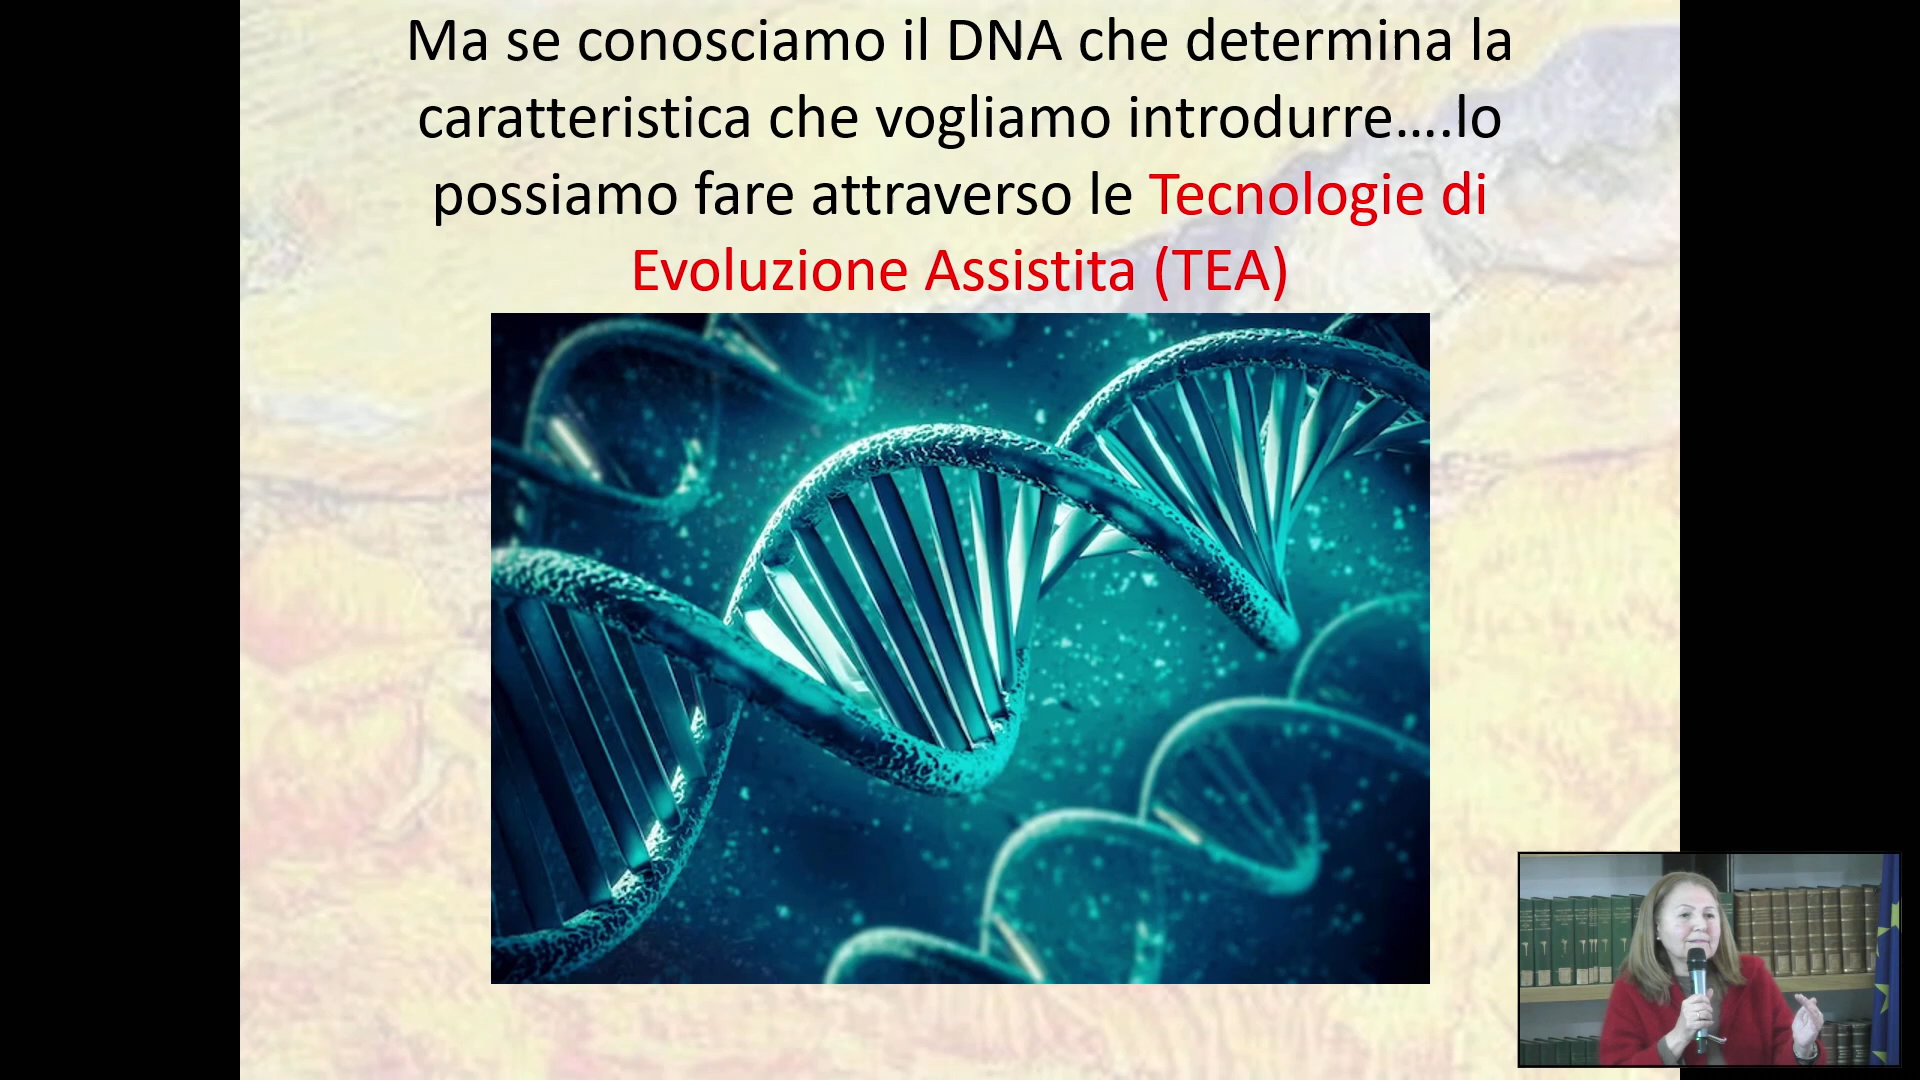 Ma se conosciamo il DNA che determina la
caratteristica che vogliamo introdurre....lo
possiamo fare attraverso le Tecnologie di
Evoluzione Assistita (TEA)